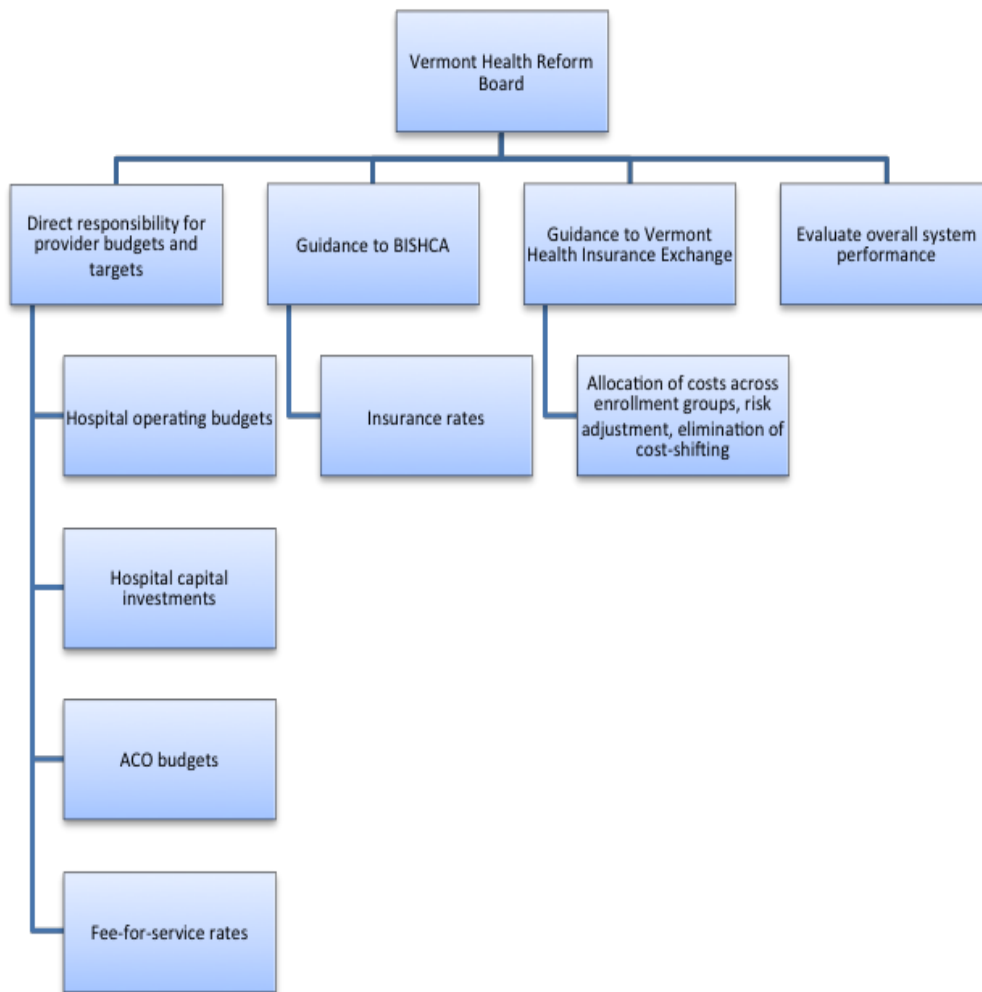 Vermont Health Reform
Board
Direct responsibility for
provider budgets and
targets
Guidance to BISHCA
Guidance to Vermont
Health Insurance Exchange
Evaluate overall system
performance
Hospital operating budgets
Insurance rates
Allocation of costs across
enrollment groups, risk
adjustment, elimination of
cost-shifting
Hospital capital
investments
ACO budgets
Fee-for-service rates